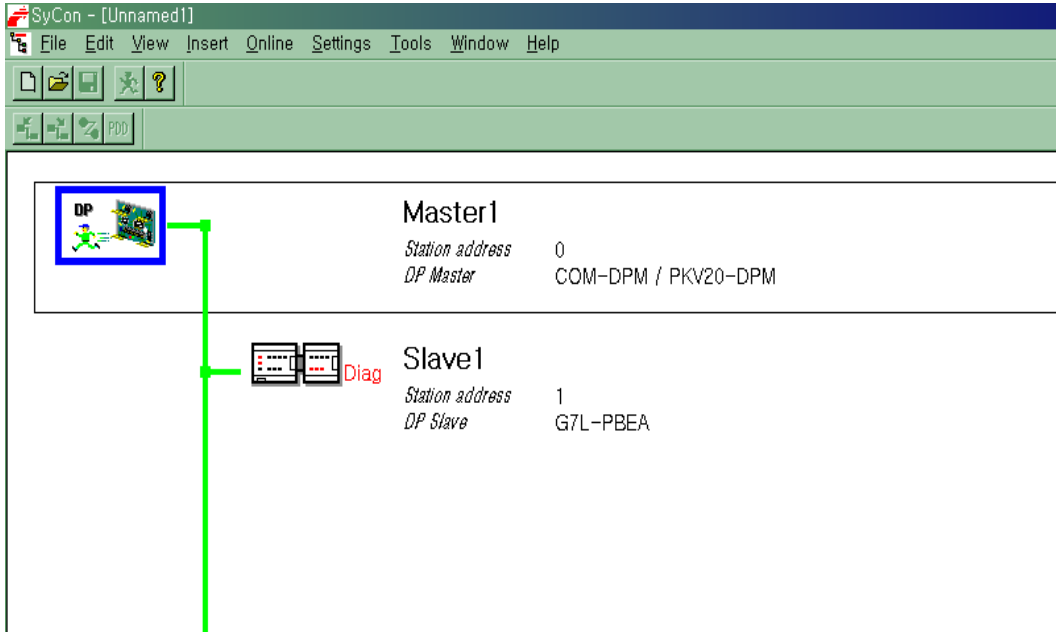 SyCon - [Unnamed1]
File Edit View Insert Online Settings Tools Window Help
PDD
DP
Master1
Station address 0
DP Master COM-DPM / PKV20-DPM
Diag
Slave1
Station address 1
DP Slave G7L-PBEA